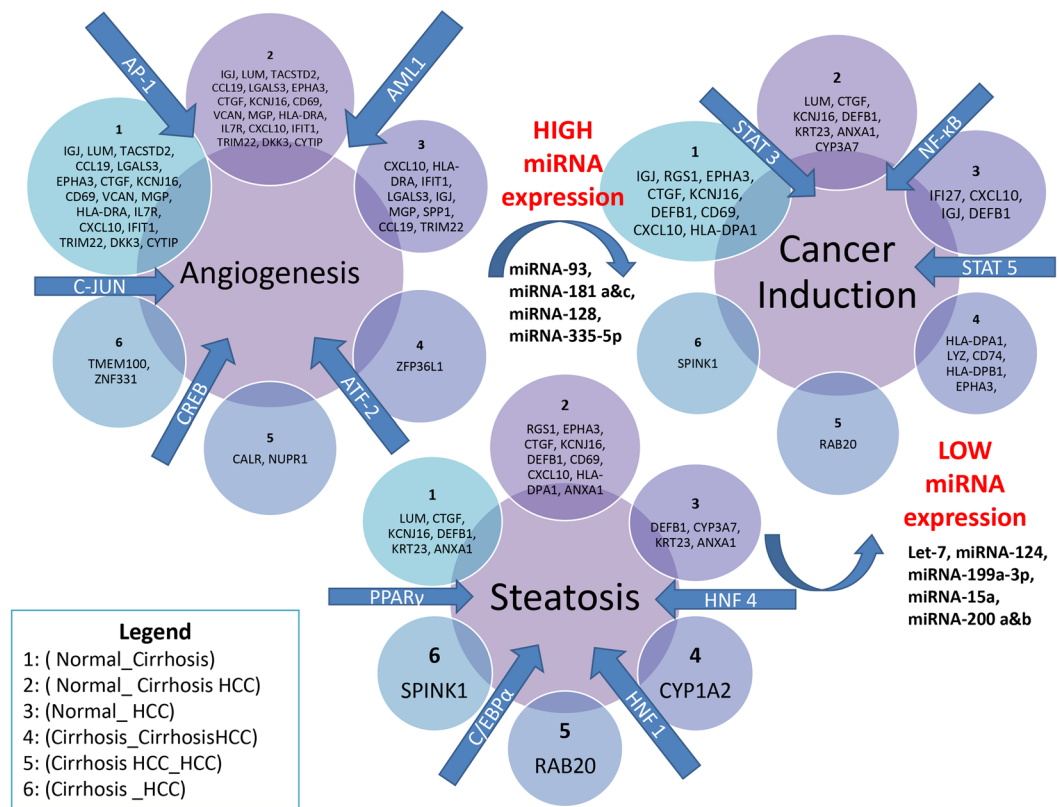 AP-1
AML1
2
IGJ, LUM, TACSTD2,
CCL19, LGALS3, EPHA3,
CTGF, KCNJ16, CD69,
VCAN, MGP, HLA-DRA,
IL7R, CXCL10, IFIT1,
TRIM22, DKK3, CYTIP
1
IGJ, LUM, TACSTD2,
CCL19, LGALS3,
EPHA3, CTGF, KCNJ16,
CD69, VCAN, MGP,
HLA-DRA, IL7R,
CXCL10, IFIT1,
TRIM22, DKK3, CYTIP
3
CXCL10, HLA-
DRA, IFIT1,
LGALS3, IGJ,
MGP, SPP1,
CCL19, TRIM22
Angiogenesis
C-JUN
6
TMEM100,
ZNF331
CREB
5
CALR, NUPR1
ATF-2
4
ZFP36L1
HIGH
miRNA
expression
miRNA-93,
miRNA-181 a&c,
miRNA-128,
miRNA-335-5p
STAT 3
NF-κB
2
LUM, CTGF,
KCNJ16, DEFB1,
KRT23, ANXA1,
CYP3A7
1
IGJ, RGS1, EPHA3,
CTGF, KCNJ16,
DEFB1, CD69,
CXCL10, HLA-DPA1
3
IFI27, CXCL10,
IGJ, DEFB1
Cancer
Induction
STAT 5
6
SPINK1
4
HLA-DPA1,
LYZ, CD74,
HLA-DPB1,
EPHA3,
5
RAB20
2
RGS1, EPHA3,
CTGF, KCNJ16,
DEFB1, CD69,
CXCL10, HLA-
DPA1, ANXA1
1
LUM, CTGF,
KCNJ16, DEFB1,
KRT23, ANXA1
3
DEFB1, CYP3A7,
KRT23, ANXA1
Steatosis
PPARν
HNF 4
6
SPINK1
C/EBPα
5
RAB20
HNF 1
4
CYP1A2
LOW
miRNA
expression
Let-7, miRNA-124,
miRNA-199a-3p,
miRNA-15a,
miRNA-200 a&b
Legend
1: ( Normal_Cirrhosis)
2: ( Normal_ Cirrhosis HCC)
3: (Normal_ HCC)
4: (Cirrhosis_CirrhosisHCC)
5: (Cirrhosis HCC_HCC)
6: (Cirrhosis _HCC)